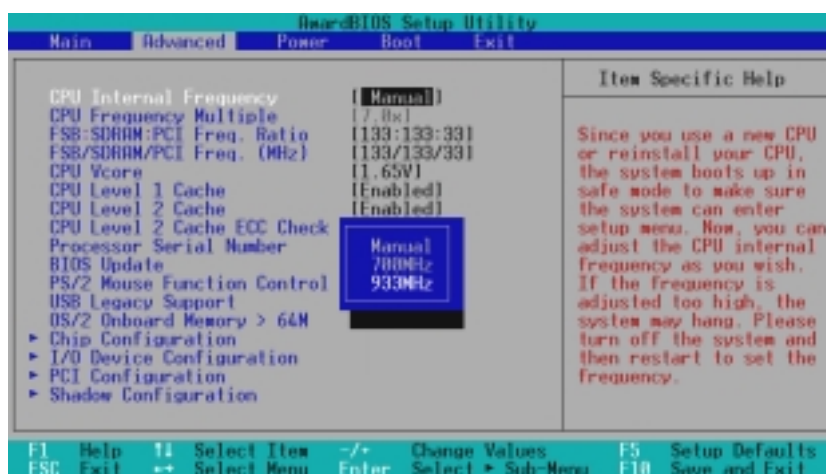 AwardBIOS Setup Utility
Main Advanced Power Boot Exit
CPU Internal Frequency [ Manual]
CPU Frequency Multiple [7.0x]
FSB:SDRAM:PCI Freq. Ratio [133:133:33]
FSB/SDRAM/PCI Freq. (MHz) [133/133/33]
CPU Vcore [1.65V]
CPU Level 1 Cache [Enabled]
CPU Level 2 Cache [Enabled]
CPU Level 2 Cache ECC Check
Processor Serial Number
BIOS Update
PS/2 Mouse Function Control
USB Legacy Support
OS/2 Onboard Memory > 64M
► Chip Configuration
► I/O Device Configuration
► PCI Configuration
► Shadow Configuration
Manual
700MHz
933MHz
Item Specific Help
Since you use a new CPU
or reinstall your CPU,
the system boots up in
safe mode to make sure
the system can enter
setup menu. Now, you can
adjust the CPU internal
frequency as you wish.
If the frequency is
adjusted too high, the
system may hang. Please
turn off the system and
then restart to set the
frequency.
F1 Help ↑↓ Select Item -/+ Change Values F5 Setup Defaults
ESC Exit ←→ Select Menu Enter Select ► Sub-Menu F10 Save and Exit